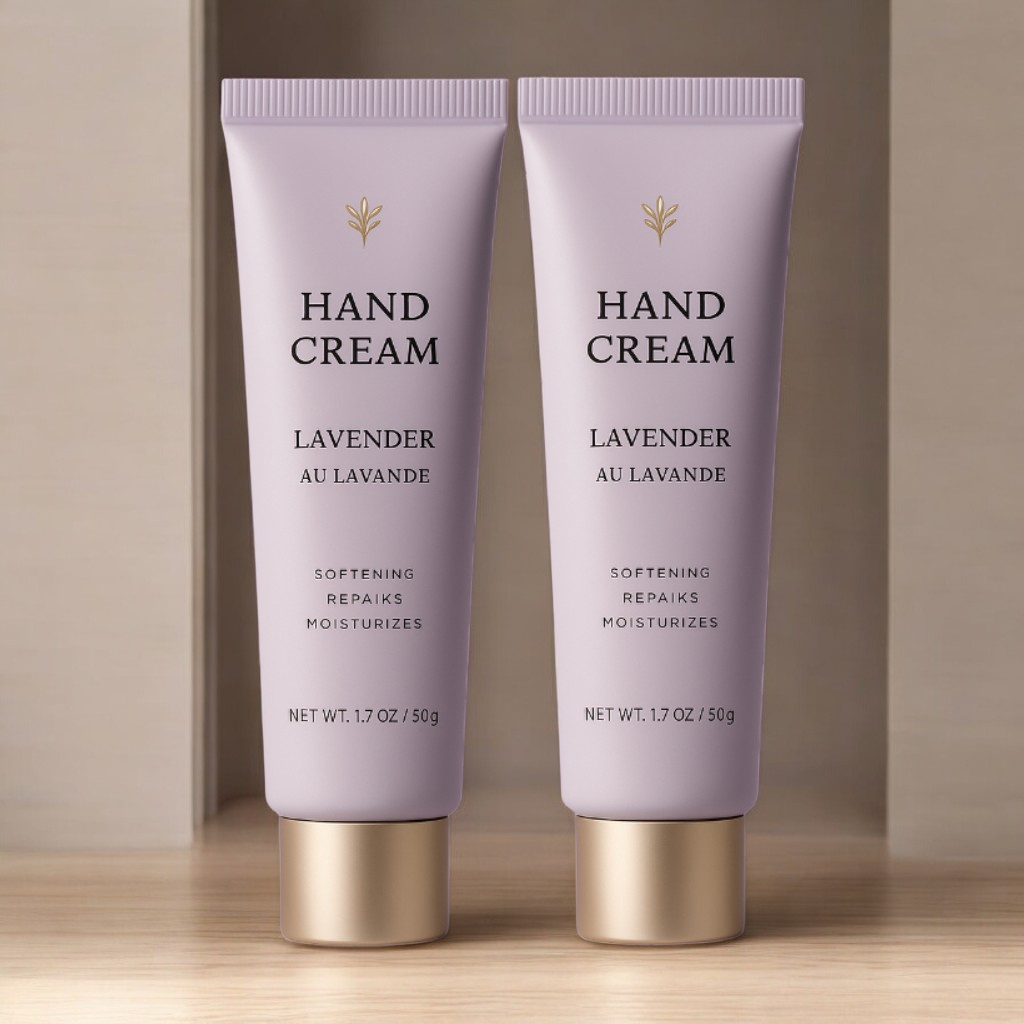 HAND
CREAM
LAVENDER
AU LAVANDE
SOFTENING
REPAIKS
MOISTURIZES
NET WT. 1.7 OZ / 50g
HAND
CREAM
LAVENDER
AU LAVANDE
SOFTENING
REPAIKS
MOISTURIZES
NET WT. 1.7 OZ / 50g